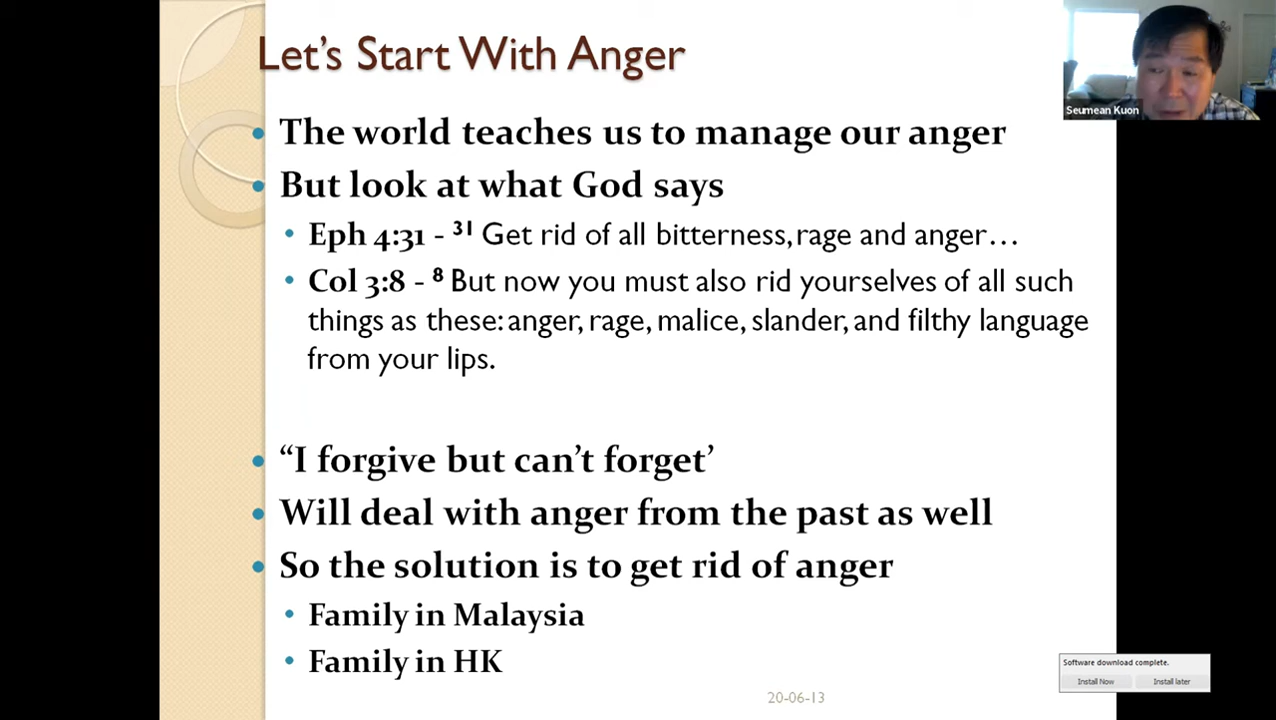 Let's Start With Anger
Seumean Kuon
• The world teaches us to manage our anger
• But look at what God says
• Eph 4:31 - ³¹ Get rid of all bitterness, rage and anger…
• Col 3:8 - ⁸ But now you must also rid yourselves of all such
things as these: anger, rage, malice, slander, and filthy language
from your lips.
• “I forgive but can’t forget’
• Will deal with anger from the past as well
• So the solution is to get rid of anger
• Family in Malaysia
• Family in HK
Software download complete.
Install Now Install later
20-06-13